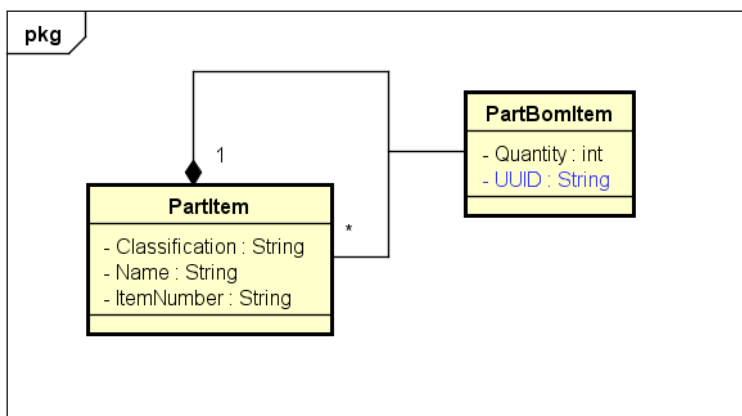 pkg
PartBomItem
- Quantity : int
- UUID : String
1
PartItem
*
- Classification : String
- Name : String
- ItemNumber : String